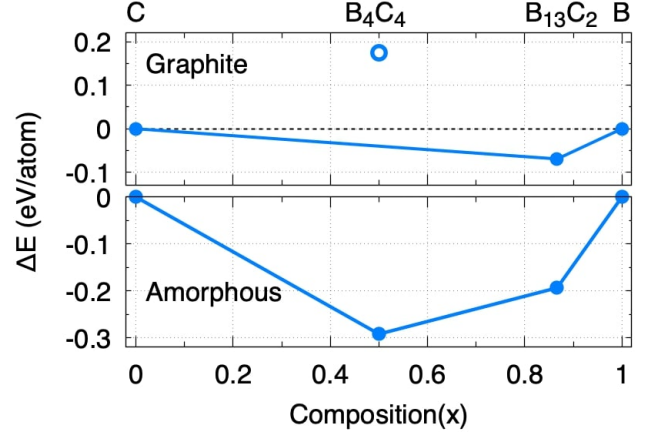 C B₄C₄ B₁₃C₂ B
0.2
Graphite
0.1
0
-0.1
ΔE (eV/atom)
0
-0.1
-0.2
Amorphous
-0.3
0 0.2 0.4 0.6 0.8 1
Composition(x)